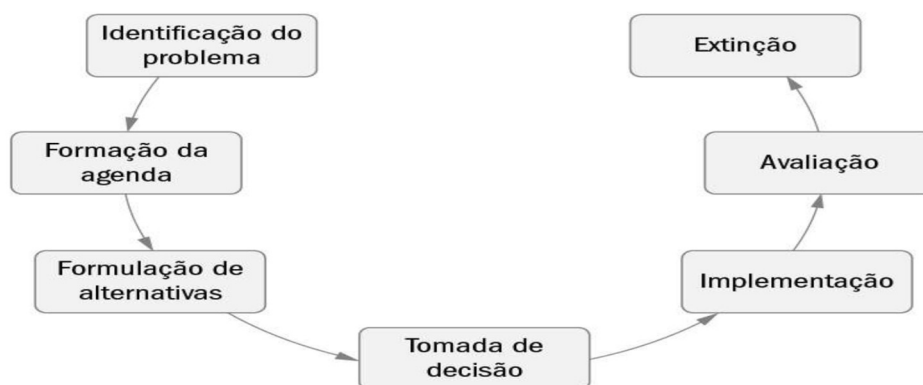 Identificação do
problema
Formação da
agenda
Formulação de
alternativas
Tomada de
decisão
Implementação
Avaliação
Extinção